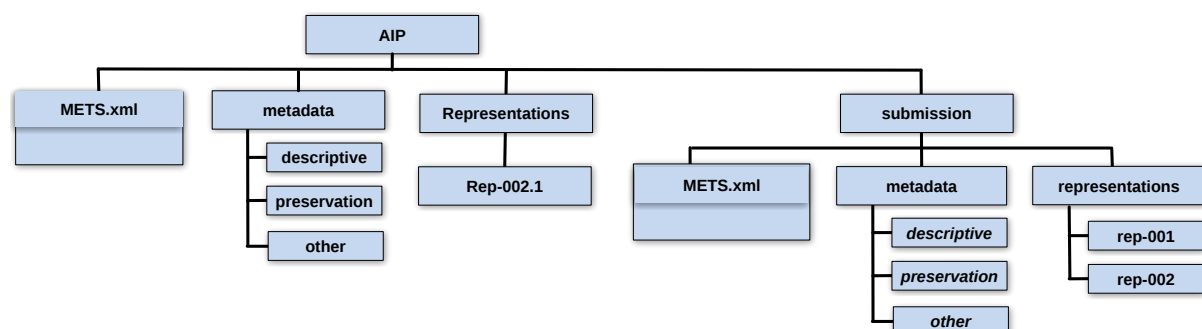 AIP
METS.xml
metadata
Representations
submission
descriptive
preservation
other
Rep-002.1
METS.xml
metadata
representations
descriptive
preservation
other
rep-001
rep-002